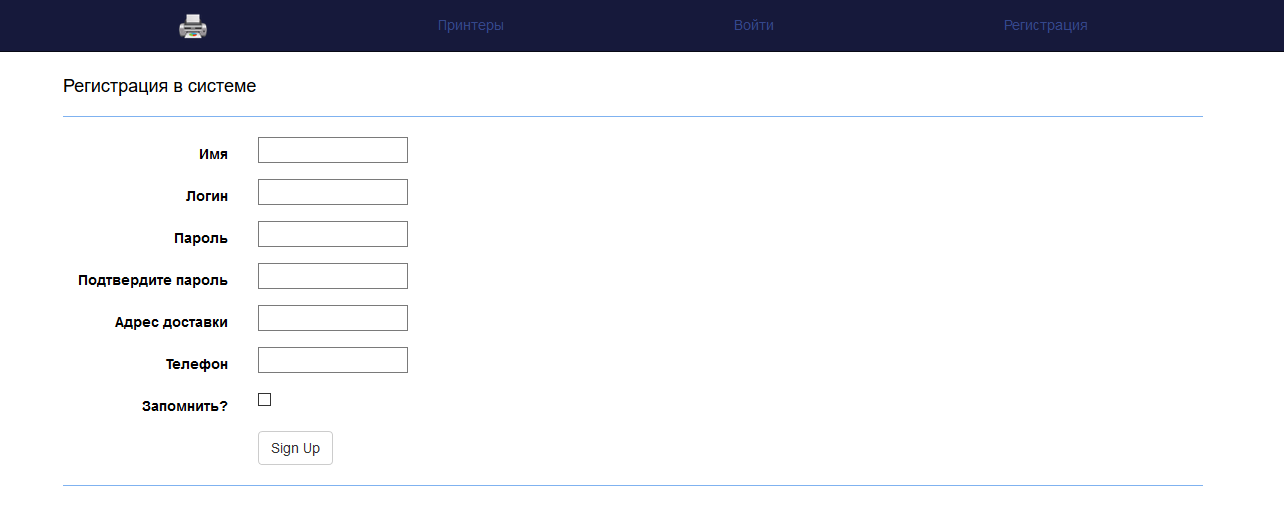 Принтеры Войти Регистрация
Регистрация в системе
Имя
Логин
Пароль
Подтвердите пароль
Адрес доставки
Телефон
Запомнить?
Sign Up